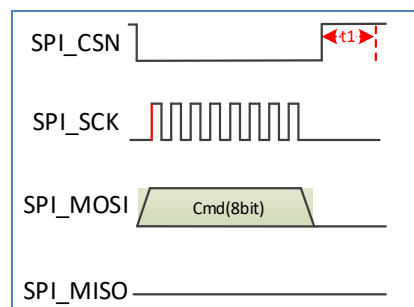 SPI_CSN
t1
SPI_SCK
SPI_MOSI
Cmd(8bit)
SPI_MISO